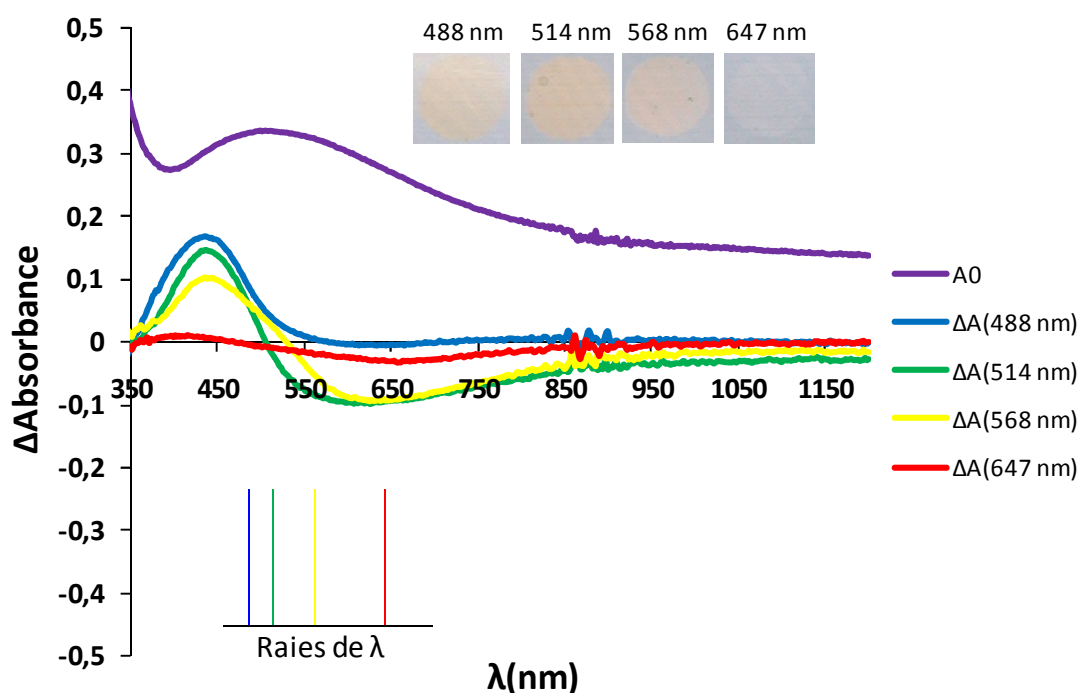 488 nm 514 nm 568 nm 647 nm
0,5
0,4
0,3
0,2
0,1
0
-0,1
-0,2
-0,3
-0,4
-0,5
ΔAbsorbance
350 450 550 650 750 850 950 1050 1150
A0
ΔA(488 nm)
ΔA(514 nm)
ΔA(568 nm)
ΔA(647 nm)
Raies de λ
λ(nm)